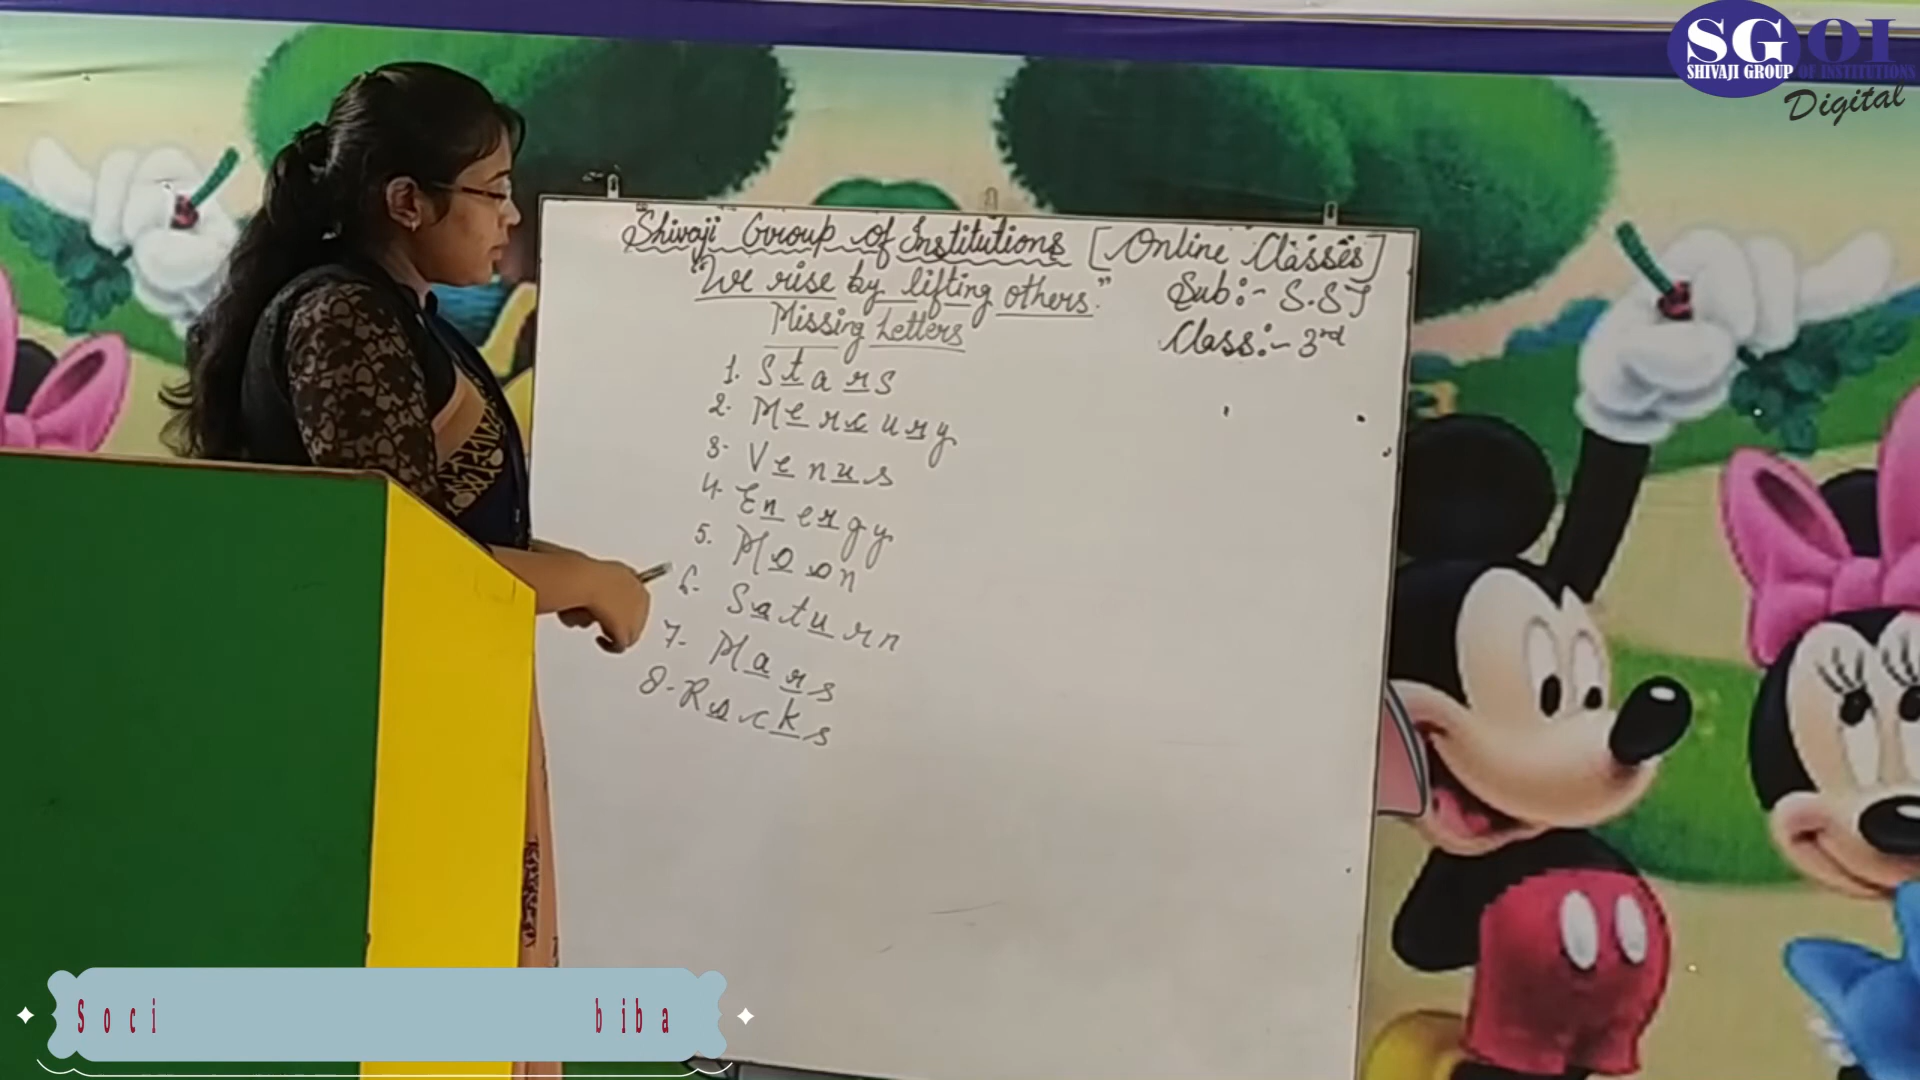 SGOI
SHIVAJI GROUP OF INSTITUTIONS
Digital
Shivaji Group of Institutions [Online Classes]
"We rise by lifting others."
Sub:- S.ST
Missing Letters
Class:- 3rd
1. Stars
2. Mercury
3. Venus
4. Energy
5. Moon
6. Saturn
7. Mars
8. Rocks
Soci biba